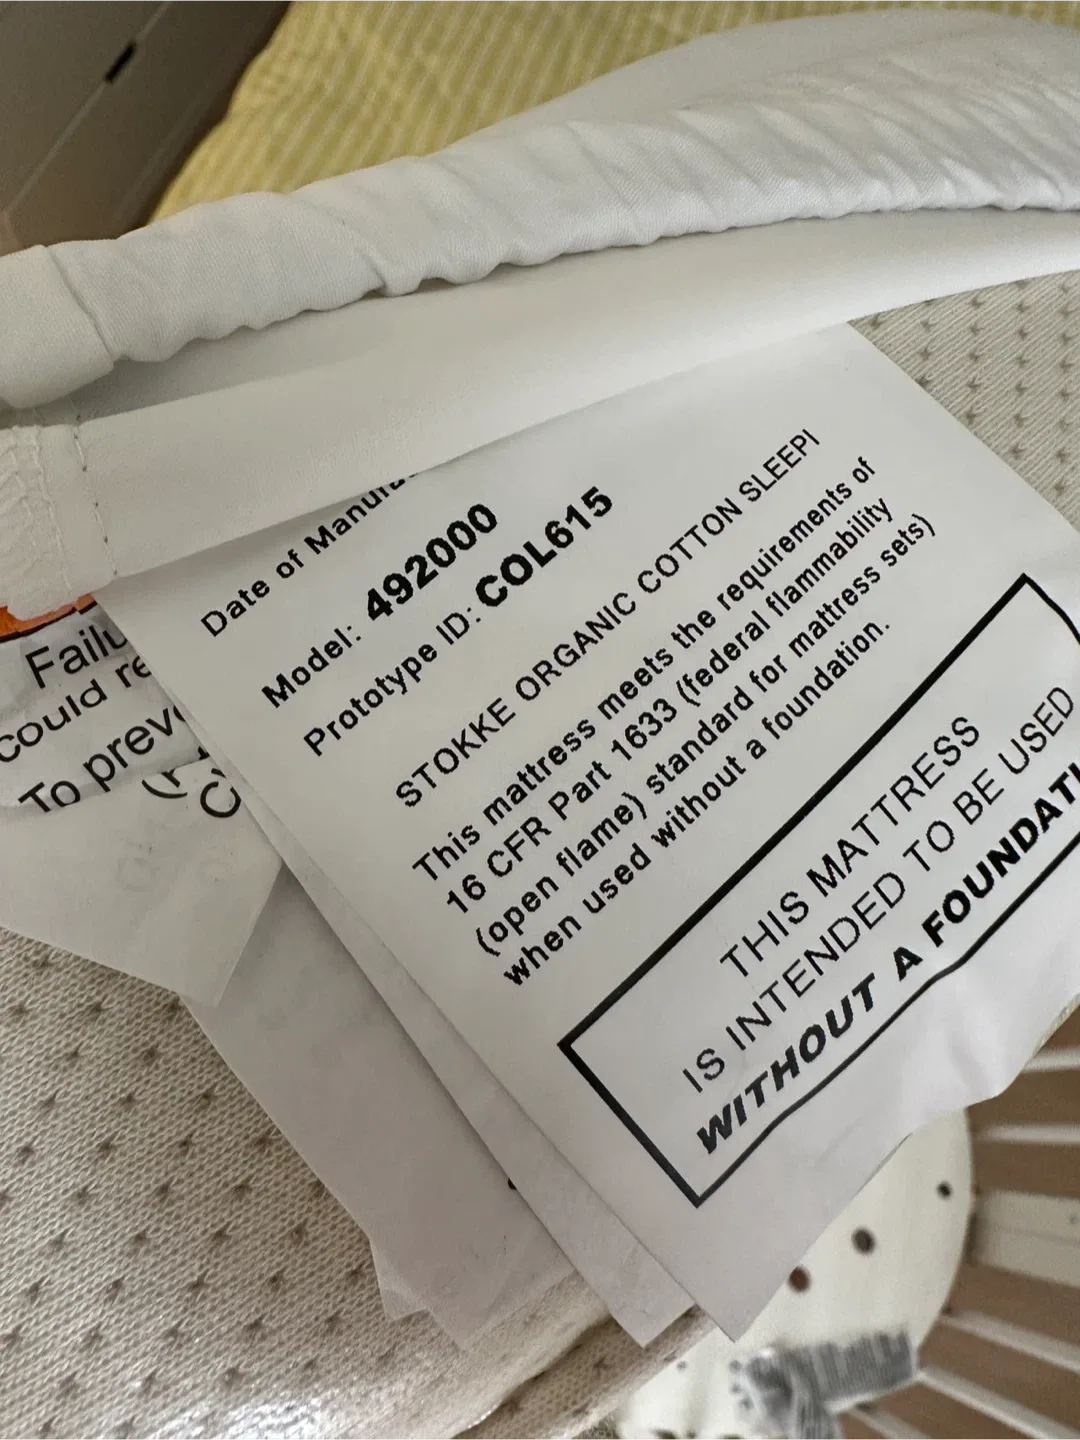 Date of
Model: 492000
Prototype ID: COL615
STOKKE ORGANIC COTTON SLEEPI
This mattress meets the requirements of
16 CFR Part 1633 (federal flammability
(open flame) standard for mattress sets)
when used without a foundation.
THIS MATTRESS
IS INTENDED TO BE USED
WITHOUT A FOUNDATI
Failu
could re
To prev